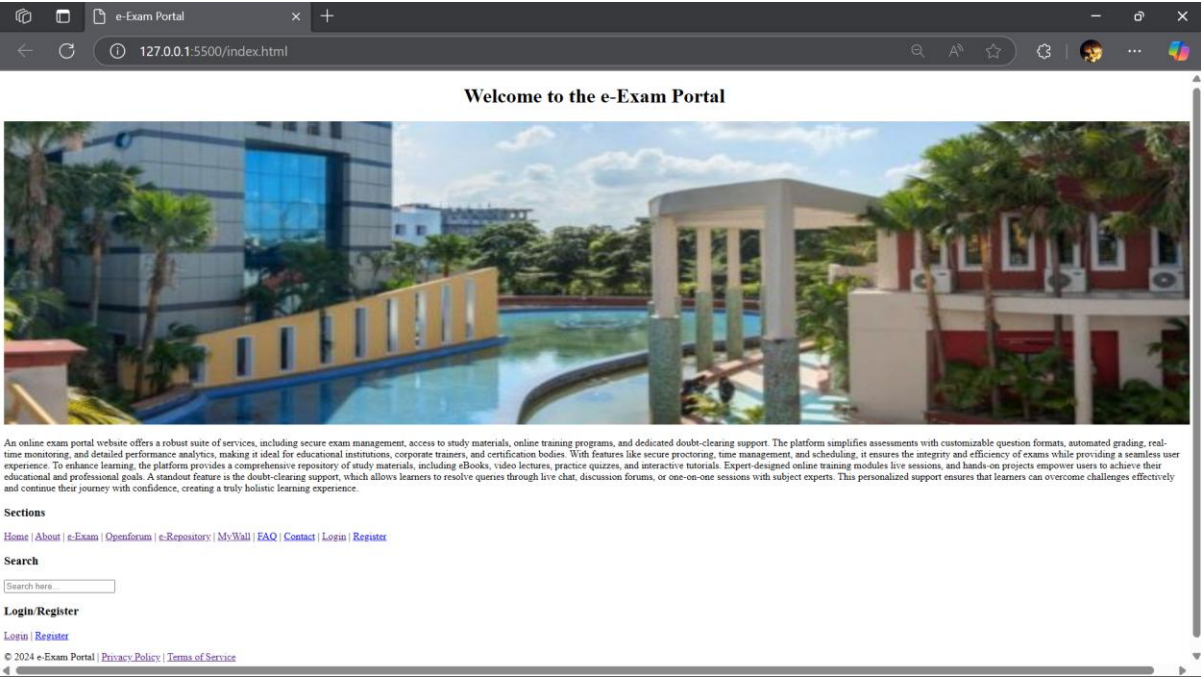 e-Exam Portal
127.0.0.1:5500/index.html
Welcome to the e-Exam Portal
An online exam portal website offers a robust suite of services, including secure exam management, access to study materials, online training programs, and dedicated doubt-clearing support. The platform simplifies assessments with customizable question formats, automated grading, real-
time monitoring, and detailed performance analytics, making it ideal for educational institutions, corporate trainers, and certification bodies. With features like secure proctoring, time management, and scheduling, it ensures the integrity and efficiency of exams while providing a seamless user
experience. To enhance learning, the platform provides a comprehensive repository of study materials, including eBooks, video lectures, practice quizzes, and interactive tutorials. Expert-designed online training modules live sessions, and hands-on projects empower users to achieve their
educational and professional goals. A standout feature is the doubt-clearing support, which allows learners to resolve queries through live chat, discussion forums, or one-on-one sessions with subject experts. This personalized support ensures that learners can overcome challenges effectively
and continue their journey with confidence, creating a truly holistic learning experience.
Sections
Home | About | e-Exam | Openforum | e-Repository | MyWall | FAQ | Contact | Login | Register
Search
Search here...
Login/Register
Login | Register
© 2024 e-Exam Portal | Privacy Policy | Terms of Service